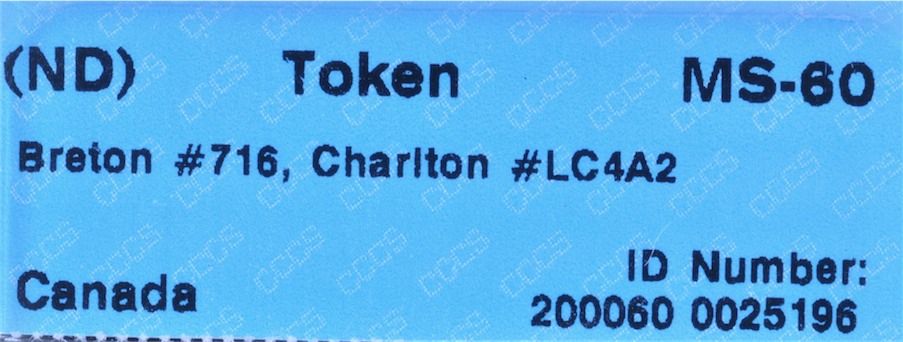 (ND) Token MS-60
Breton #716, Charlton #LC4A2
ID Number:
Canada
200060 0025196